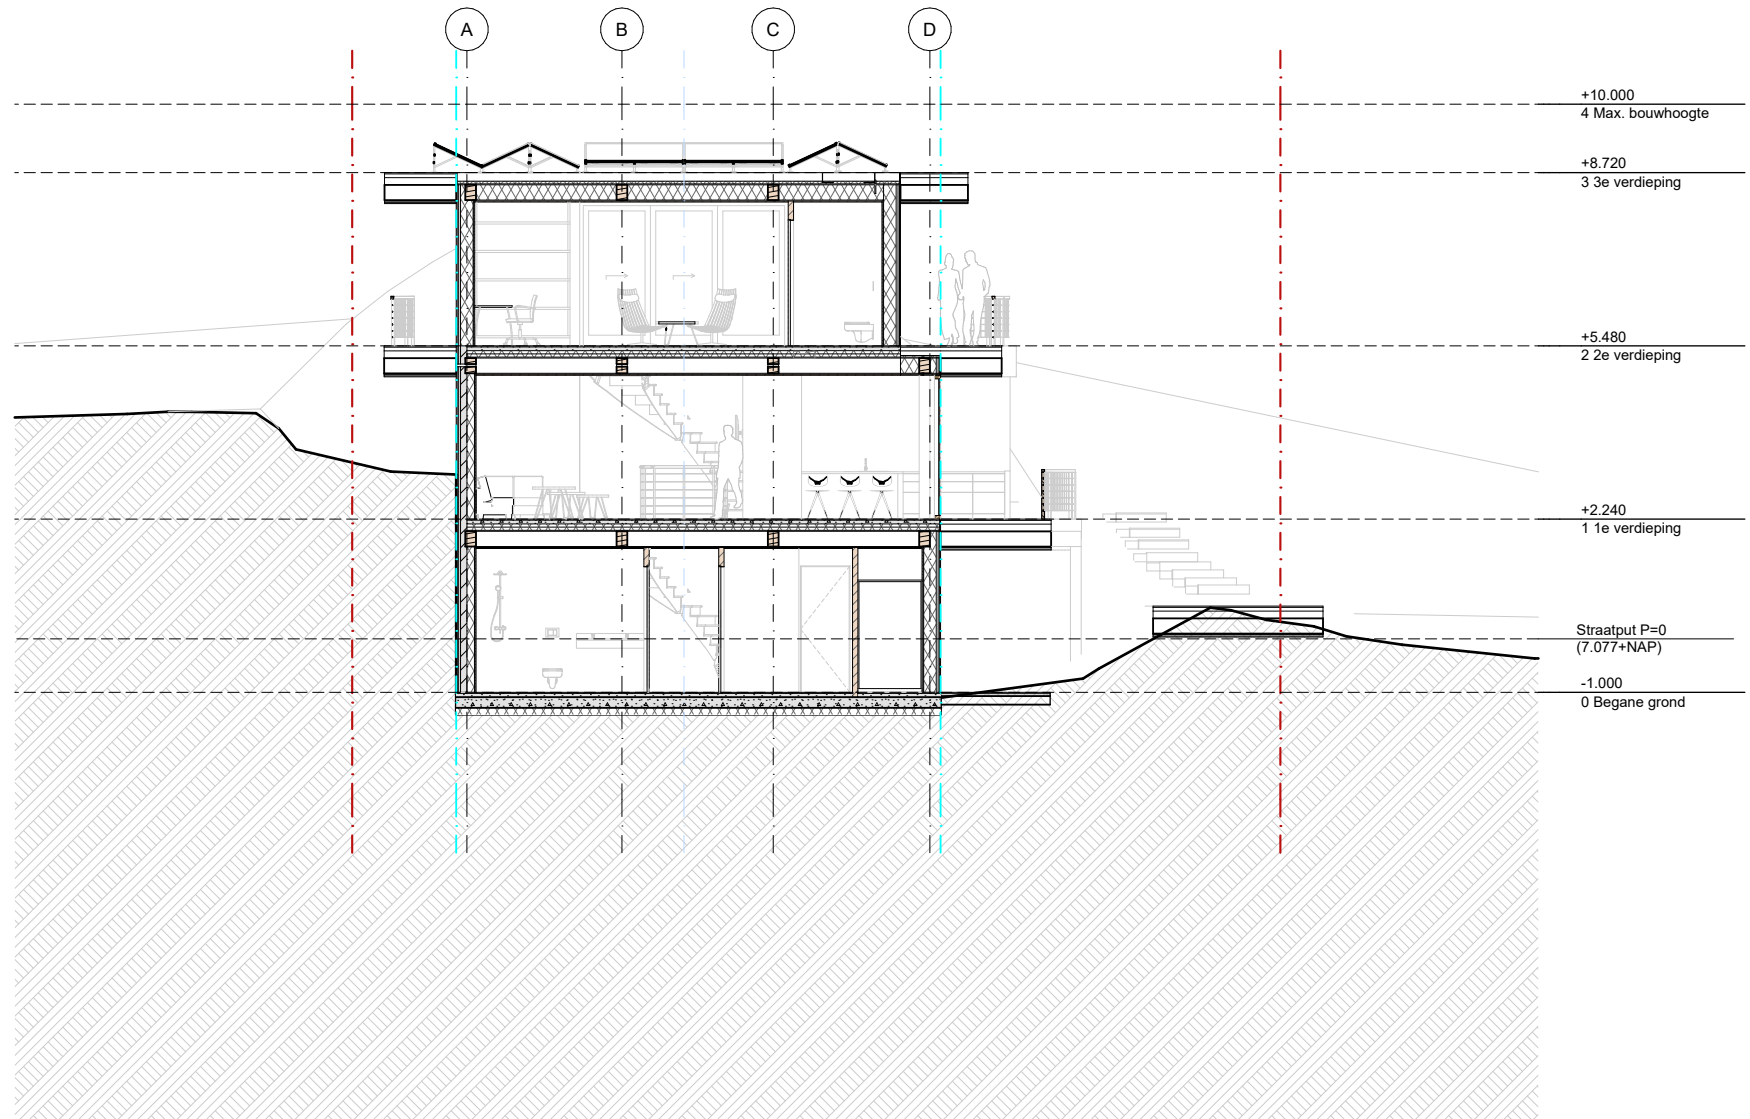 A
B
C
D
+10.000
4 Max. bouwhoogte
+8.720
3 3e verdieping
+5.480
2 2e verdieping
+2.240
1 1e verdieping
Straatput P=0
(7.077+NAP)
-1.000
0 Begane grond